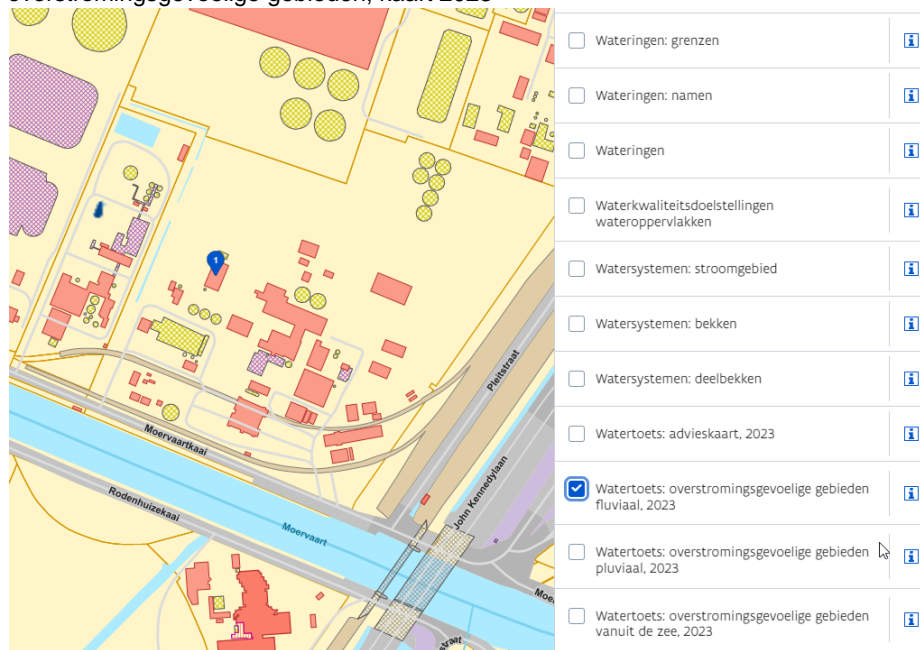 overstromingsgevoelige gebieden, kaart 2023
1
Pleitstraat
Moervaartkaai
John Kennedylaan
Rodenhuizekaai
Moervaart
Wateringen: grenzen
Wateringen: namen
Wateringen
Waterkwaliteitsdoelstellingen
wateroppervlakken
Watersystemen: stroomgebied
Watersystemen: bekken
Watersystemen: deelbekken
Watertoets: advieskaart, 2023
Watertoets: overstromingsgevoelige gebieden
fluviaal, 2023
Watertoets: overstromingsgevoelige gebieden
pluviaal, 2023
Watertoets: overstromingsgevoelige gebieden
vanuit de zee, 2023